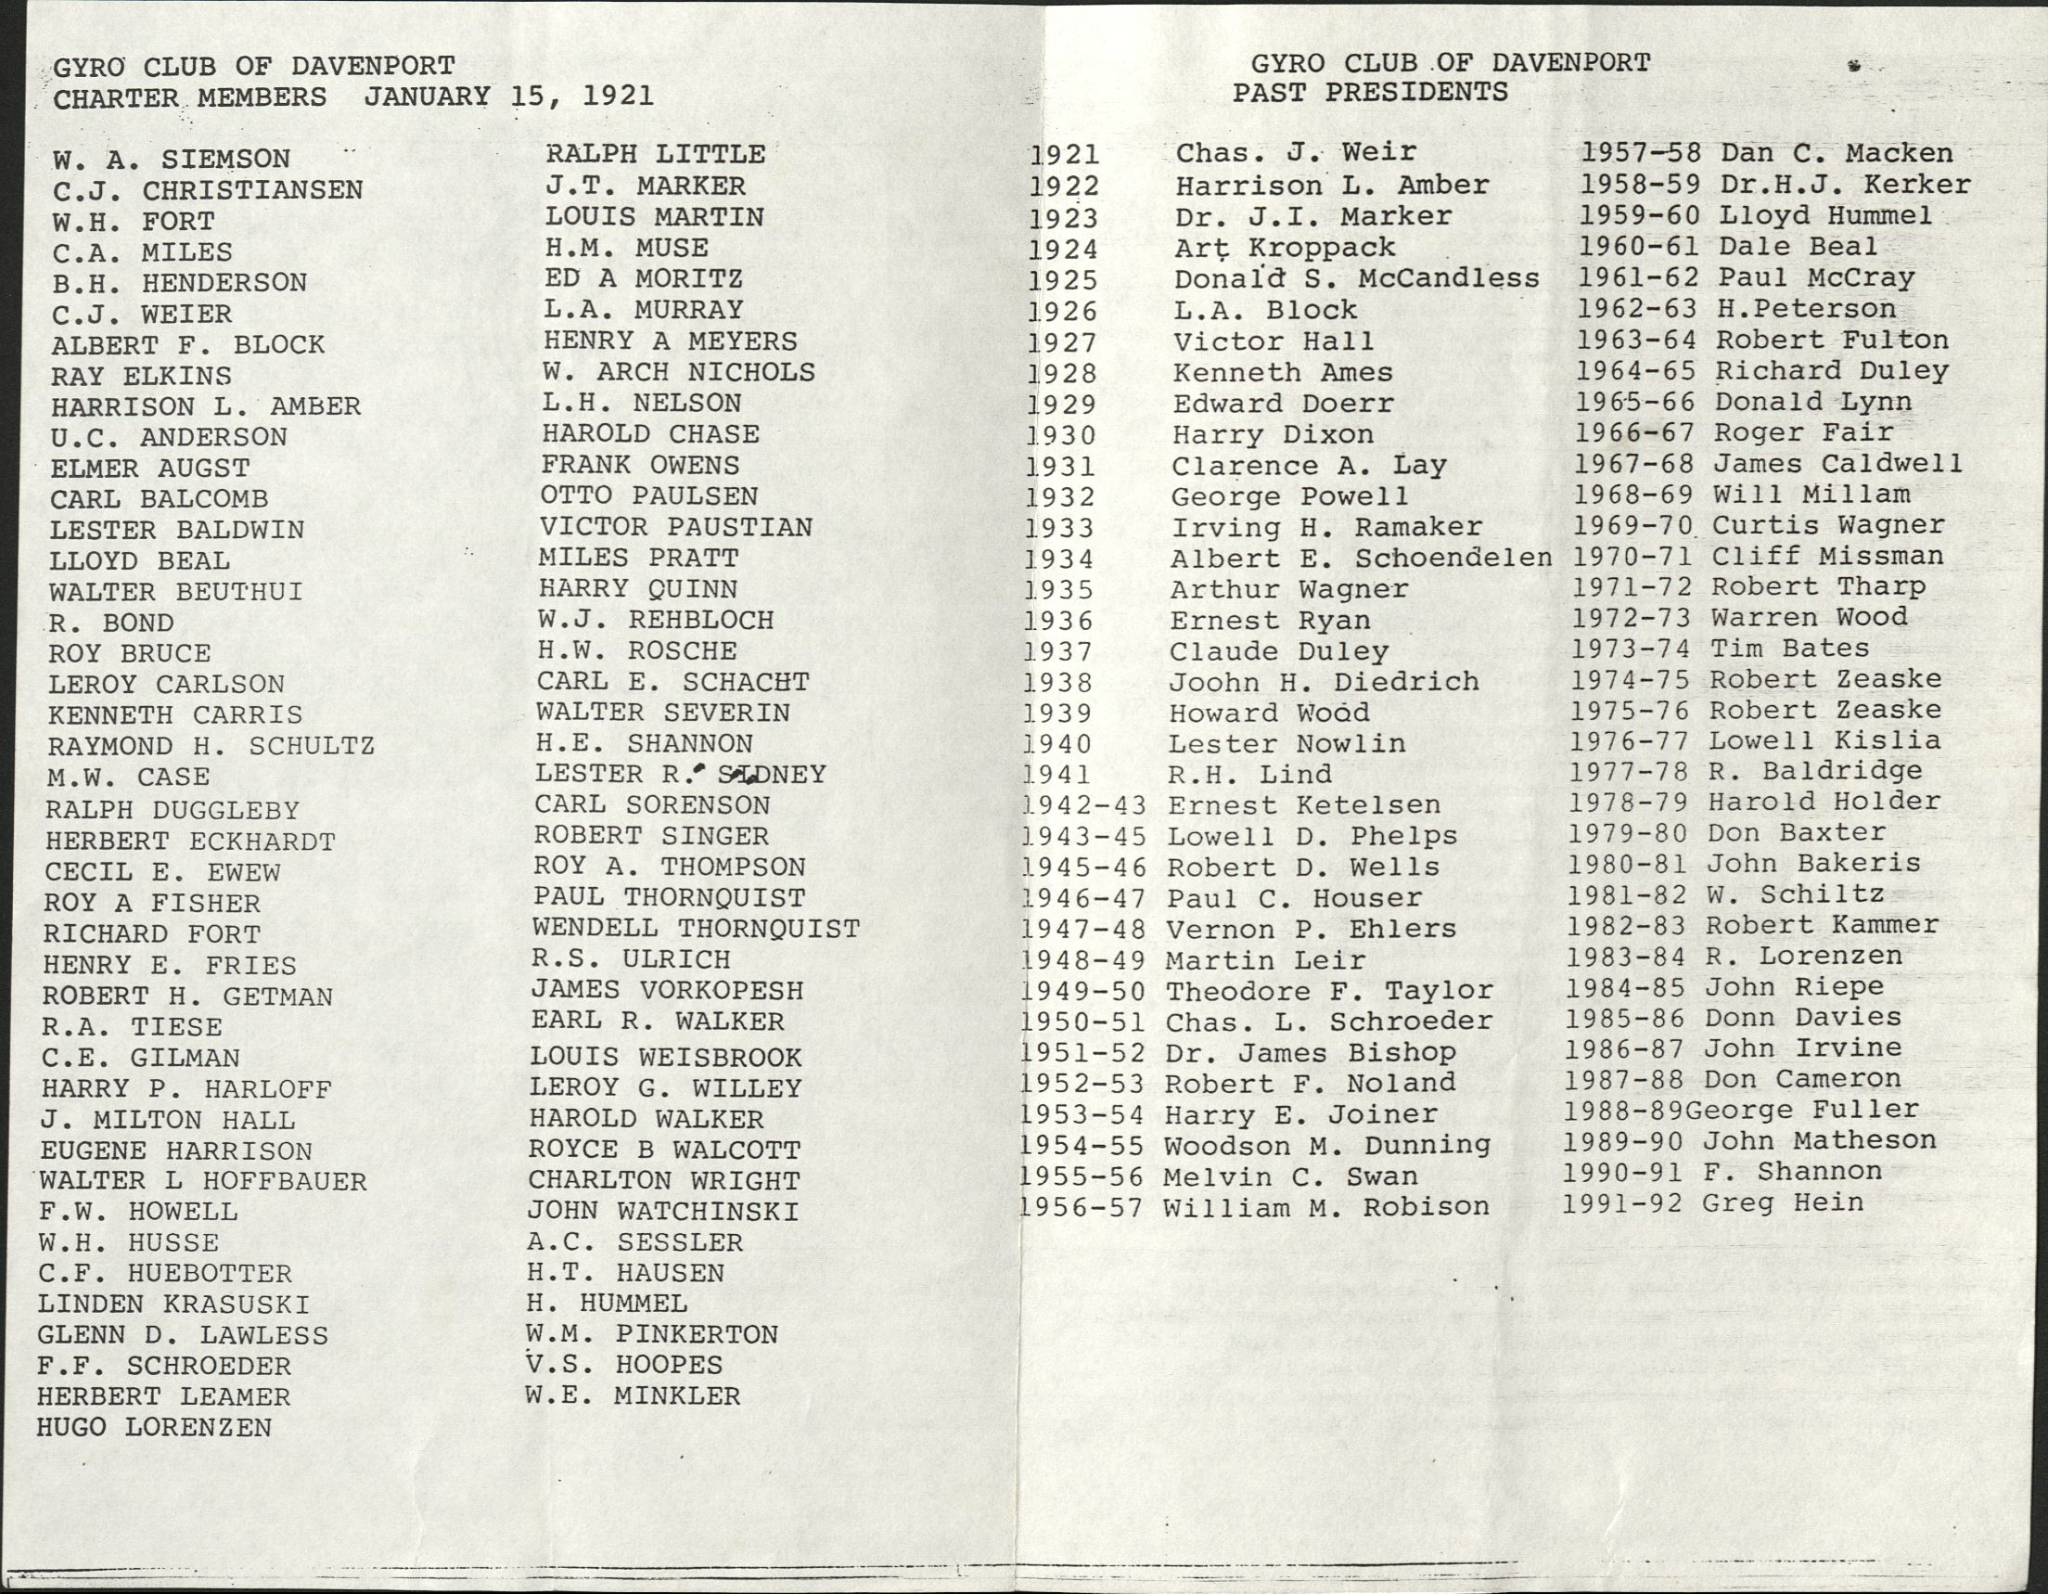 GYRO CLUB OF DAVENPORT
CHARTER MEMBERS JANUARY 15, 1921
W. A. SIEMSON
C.J. CHRISTIANSEN
W.H. FORT
C.A. MILES
B.H. HENDERSON
C.J. WEIER
ALBERT F. BLOCK
RAY ELKINS
HARRISON L. AMBER
U.C. ANDERSON
ELMER AUGST
CARL BALCOMB
LESTER BALDWIN
LLOYD BEAL
WALTER BEUTHUI
R. BOND
ROY BRUCE
LEROY CARLSON
KENNETH CARRIS
RAYMOND H. SCHULTZ
M.W. CASE
RALPH DUGGLEBY
HERBERT ECKHARDT
CECIL E. EWEW
ROY A FISHER
RICHARD FORT
HENRY E. FRIES
ROBERT H. GETMAN
R.A. TIESE
C.E. GILMAN
HARRY P. HARLOFF
J. MILTON HALL
EUGENE HARRISON
WALTER L HOFFBAUER
F.W. HOWELL
W.H. HUSSE
C.F. HUEBOTTER
LINDEN KRASUSKI
GLENN D. LAWLESS
F.F. SCHROEDER
HERBERT LEAMER
HUGO LORENZEN
RALPH LITTLE
J.T. MARKER
LOUIS MARTIN
H.M. MUSE
ED A MORITZ
L.A. MURRAY
HENRY A MEYERS
W. ARCH NICHOLS
L.H. NELSON
HAROLD CHASE
FRANK OWENS
OTTO PAULSEN
VICTOR PAUSTIAN
MILES PRATT
HARRY QUINN
W.J. REHBLOCH
H.W. ROSCHE
CARL E. SCHACHT
WALTER SEVERIN
H.E. SHANNON
LESTER R. SIDNEY
CARL SORENSON
ROBERT SINGER
ROY A. THOMPSON
PAUL THORNQUIST
WENDELL THORNQUIST
R.S. ULRICH
JAMES VORKOPESH
EARL R. WALKER
LOUIS WEISBROOK
LEROY G. WILLEY
HAROLD WALKER
ROYCE B WALCOTT
CHARLTON WRIGHT
JOHN WATCHINSKI
A.C. SESSLER
H.T. HAUSEN
H. HUMMEL
W.M. PINKERTON
V.S. HOOPES
W.E. MINKLER
GYRO CLUB OF DAVENPORT
PAST PRESIDENTS
1921 Chas. J. Weir
1922 Harrison L. Amber
1923 Dr. J.I. Marker
1924 Art Kroppack
1925 Donald S. McCandless
1926 L.A. Block
1927 Victor Hall
1928 Kenneth Ames
1929 Edward Doerr
1930 Harry Dixon
1931 Clarence A. Lay
1932 George Powell
1933 Irving H. Ramaker
1934 Albert E. Schoendelen
1935 Arthur Wagner
1936 Ernest Ryan
1937 Claude Duley
1938 Joohn H. Diedrich
1939 Howard Wood
1940 Lester Nowlin
1941 R.H. Lind
1942-43 Ernest Ketelsen
1943-45 Lowell D. Phelps
1945-46 Robert D. Wells
1946-47 Paul C. Houser
1947-48 Vernon P. Ehlers
1948-49 Martin Leir
1949-50 Theodore F. Taylor
1950-51 Chas. L. Schroeder
1951-52 Dr. James Bishop
1952-53 Robert F. Noland
1953-54 Harry E. Joiner
1954-55 Woodson M. Dunning
1955-56 Melvin C. Swan
1956-57 William M. Robison
1957-58 Dan C. Macken
1958-59 Dr.H.J. Kerker
1959-60 Lloyd Hummel
1960-61 Dale Beal
1961-62 Paul McCray
1962-63 H.Peterson
1963-64 Robert Fulton
1964-65 Richard Duley
1965-66 Donald Lynn
1966-67 Roger Fair
1967-68 James Caldwell
1968-69 Will Millam
1969-70 Curtis Wagner
1970-71 Cliff Missman
1971-72 Robert Tharp
1972-73 Warren Wood
1973-74 Tim Bates
1974-75 Robert Zeaske
1975-76 Robert Zeaske
1976-77 Lowell Kislia
1977-78 R. Baldridge
1978-79 Harold Holder
1979-80 Don Baxter
1980-81 John Bakeris
1981-82 W. Schiltz
1982-83 Robert Kammer
1983-84 R. Lorenzen
1984-85 John Riepe
1985-86 Donn Davies
1986-87 John Irvine
1987-88 Don Cameron
1988-89George Fuller
1989-90 John Matheson
1990-91 F. Shannon
1991-92 Greg Hein